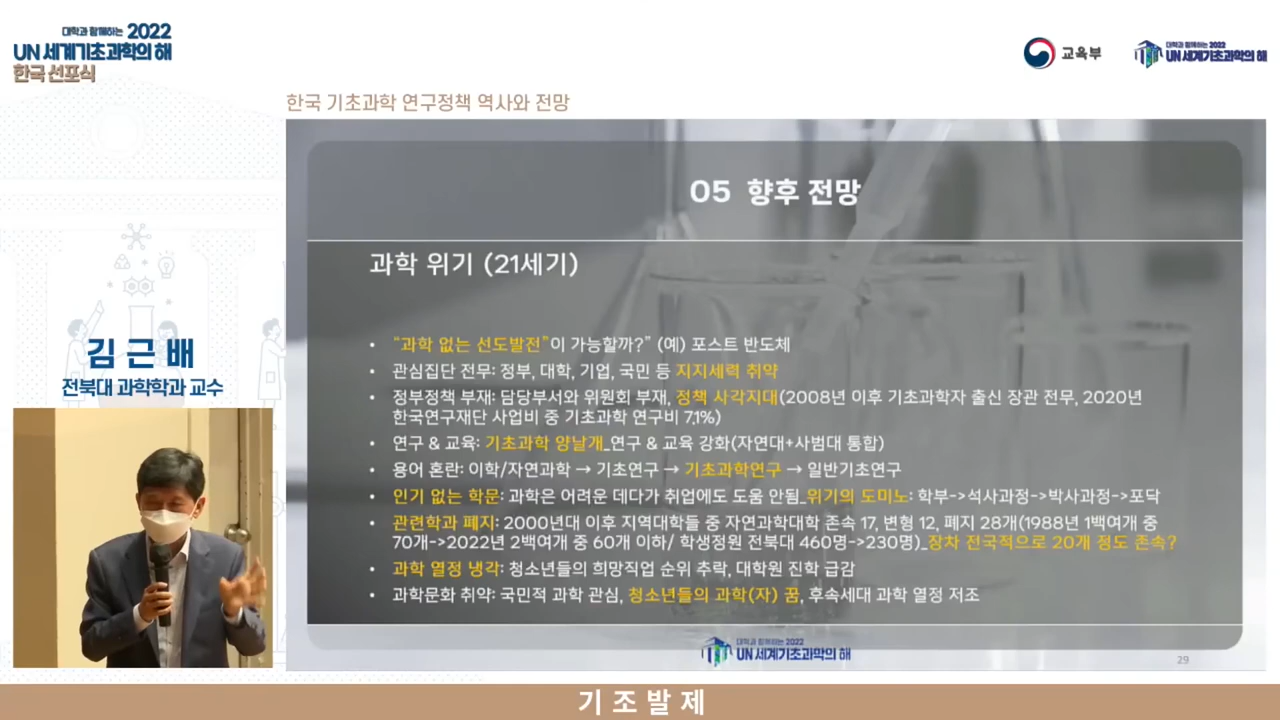 대학과 함께하는 2022
UN 세계기초과학의 해
한국 선포식
교육부
대학과 함께하는 2022
UN 세계기초과학의 해
한국 기초과학 연구정책 역사와 전망
05 향후 전망
과학 위기 (21세기)
• “과학 없는 선도발전”이 가능할까?” (예) 포스트 반도체
• 관심집단 전무: 정부, 대학, 기업, 국민 등 지지세력 취약
• 정부정책 부재: 담당부서와 위원회 부재, 정책 사각지대(2008년 이후 기초과학자 출신 장관 전무, 2020년
한국연구재단 사업비 중 기초과학 연구비 7.1%)
• 연구 & 교육: 기초과학 양날개_연구 & 교육 강화(자연대+사범대 통합)
• 용어 혼란: 이학/자연과학 → 기초연구 → 기초과학연구 → 일반기초연구
• 인기 없는 학문: 과학은 어려운 데다가 취업에도 도움 안됨_위기의 도미노: 학부->석사과정->박사과정->포닥
• 관련학과 폐지: 2000년대 이후 지역대학들 중 자연과학대학 존속 17, 변형 12, 폐지 28개(1988년 1백여개 중
70개->2022년 2백여개 중 60개 이하/ 학생정원 전북대 460명->230명)_장차 전국적으로 20개 정도 존속?
• 과학 열정 냉각: 청소년들의 희망직업 순위 추락, 대학원 진학 급감
• 과학문화 취약: 국민적 과학 관심, 청소년들의 과학(자) 꿈, 후속세대 과학 열정 저조
김근배
전북대 과학학과 교수
대학과 함께하는 2022
UN 세계기초과학의 해
29
기조발제